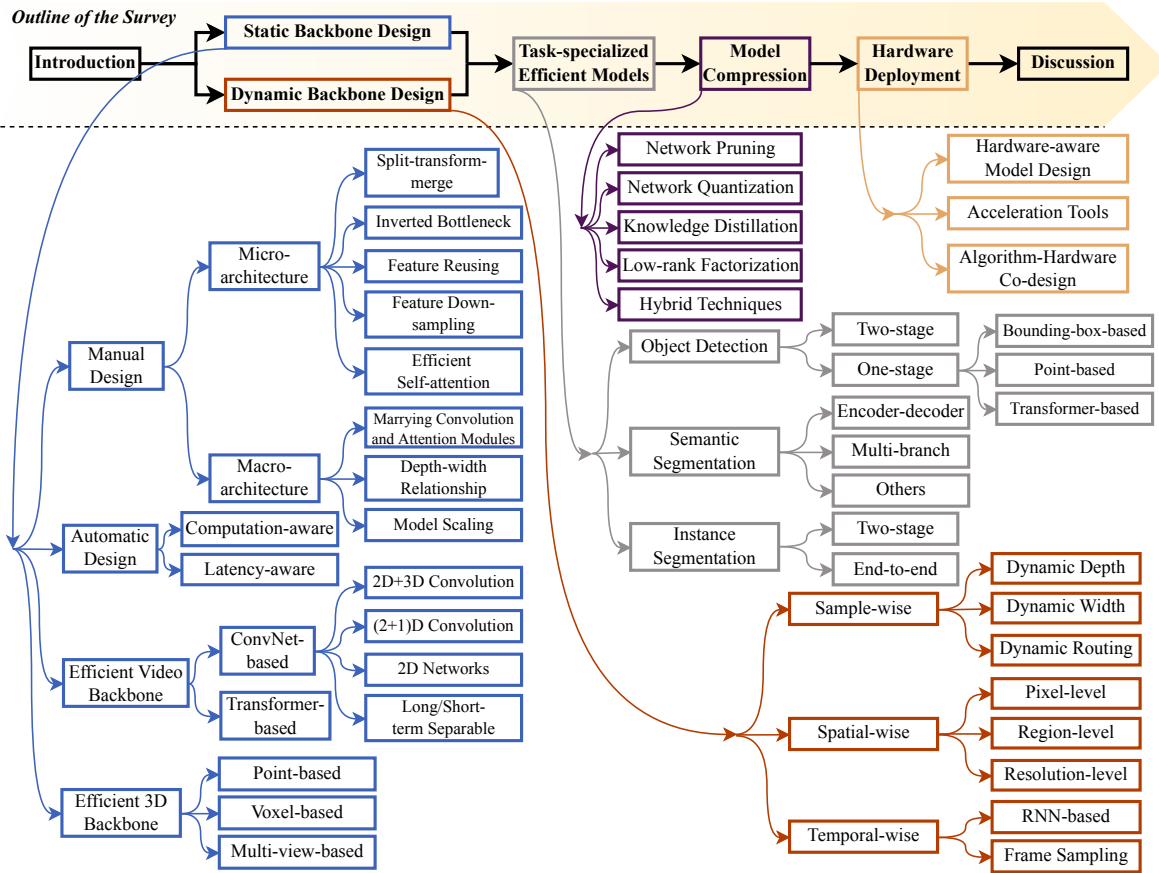 Outline of the Survey
Introduction
Static Backbone Design
Dynamic Backbone Design
Task-specialized
Efficient Models
Model
Compression
Hardware
Deployment
Discussion
Split-transform-
merge
Inverted Bottleneck
Feature Reusing
Feature Down-
sampling
Efficient
Self-attention
Micro-
architecture
Manual
Design
Macro-
architecture
Marrying Convolution
and Attention Modules
Depth-width
Relationship
Model Scaling
Automatic
Design
Computation-aware
Latency-aware
Efficient Video
Backbone
ConvNet-
based
Transformer-
based
2D+3D Convolution
(2+1)D Convolution
2D Networks
Long/Short-
term Separable
Efficient 3D
Backbone
Point-based
Voxel-based
Multi-view-based
Network Pruning
Network Quantization
Knowledge Distillation
Low-rank Factorization
Hybrid Techniques
Hardware-aware
Model Design
Acceleration Tools
Algorithm-Hardware
Co-design
Object Detection
Two-stage
One-stage
Bounding-box-based
Point-based
Transformer-based
Semantic
Segmentation
Encoder-decoder
Multi-branch
Others
Instance
Segmentation
Two-stage
End-to-end
Sample-wise
Dynamic Depth
Dynamic Width
Dynamic Routing
Spatial-wise
Pixel-level
Region-level
Resolution-level
Temporal-wise
RNN-based
Frame Sampling